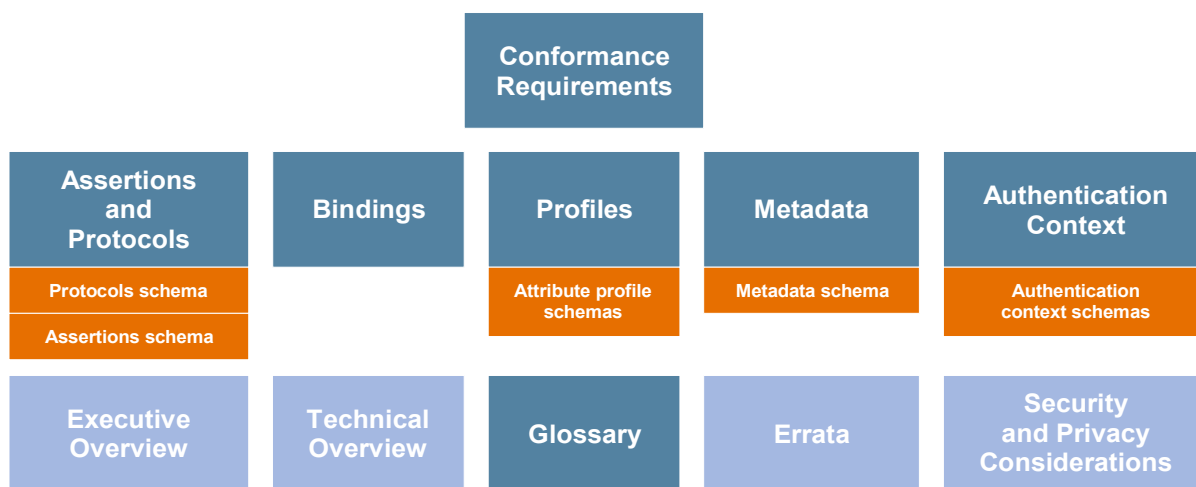 Conformance
Requirements
Assertions
and
Protocols
Bindings
Profiles
Metadata
Authentication
Context
Protocols schema
Assertions schema
Attribute profile
schemas
Metadata schema
Authentication
context schemas
Executive
Overview
Technical
Overview
Glossary
Errata
Security
and Privacy
Considerations